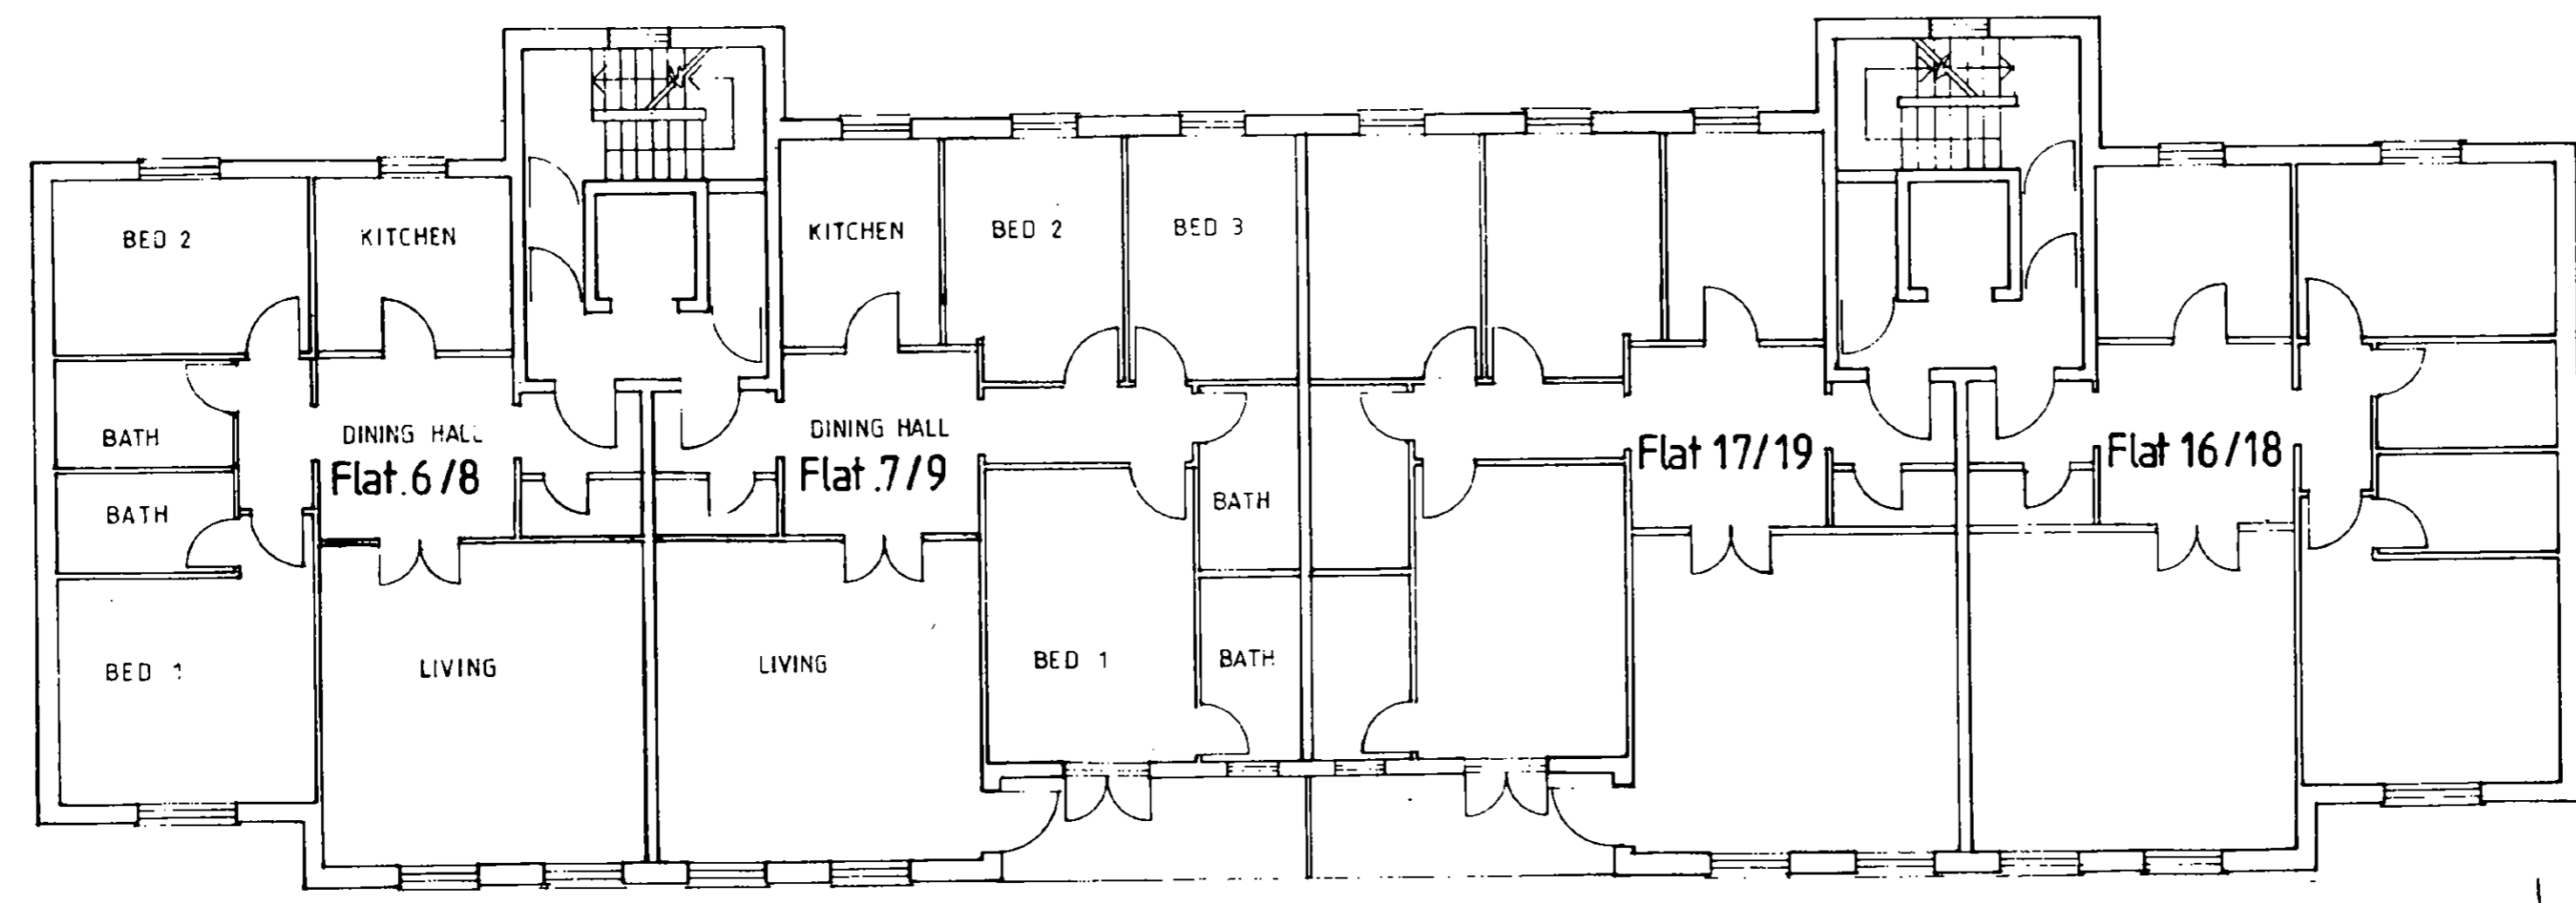 BED 2
KITCHEN
KITCHEN
BED 2
BED 3
BATH
DINING HALL
Flat.6/8
DINING HALL
Flat.7/9
Flat 17/19
Flat 16/18
BATH
BATH
BED 1
LIVING
LIVING
BED 1
BATH